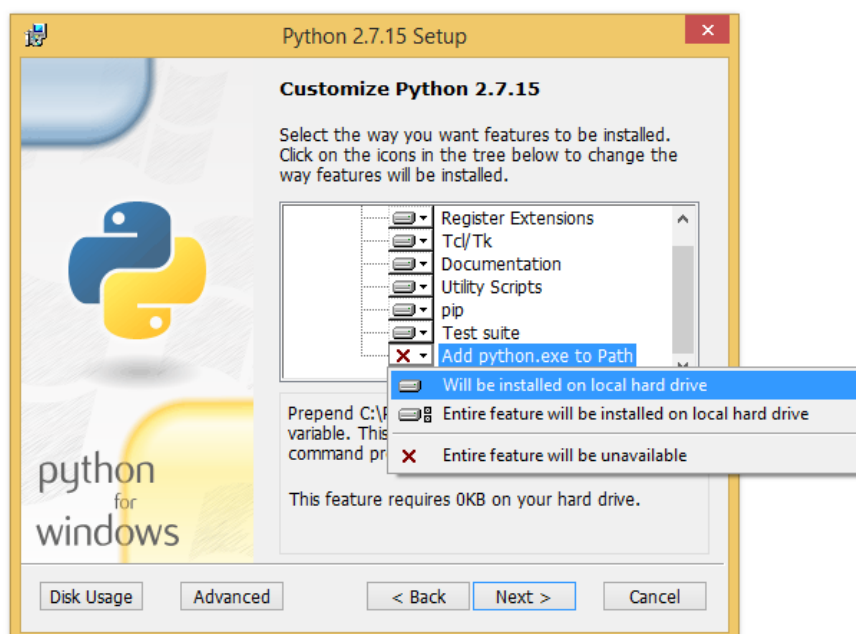 Python 2.7.15 Setup
Customize Python 2.7.15
Select the way you want features to be installed.
Click on the icons in the tree below to change the
way features will be installed.
Register Extensions
Tcl/Tk
Documentation
Utility Scripts
pip
Test suite
Add python.exe to Path
Will be installed on local hard drive
Entire feature will be installed on local hard drive
Entire feature will be unavailable
Prepend C:\
variable. This
command
This feature requires 0KB on your hard drive.
python
for
windows
Disk Usage
Advanced
< Back
Next >
Cancel